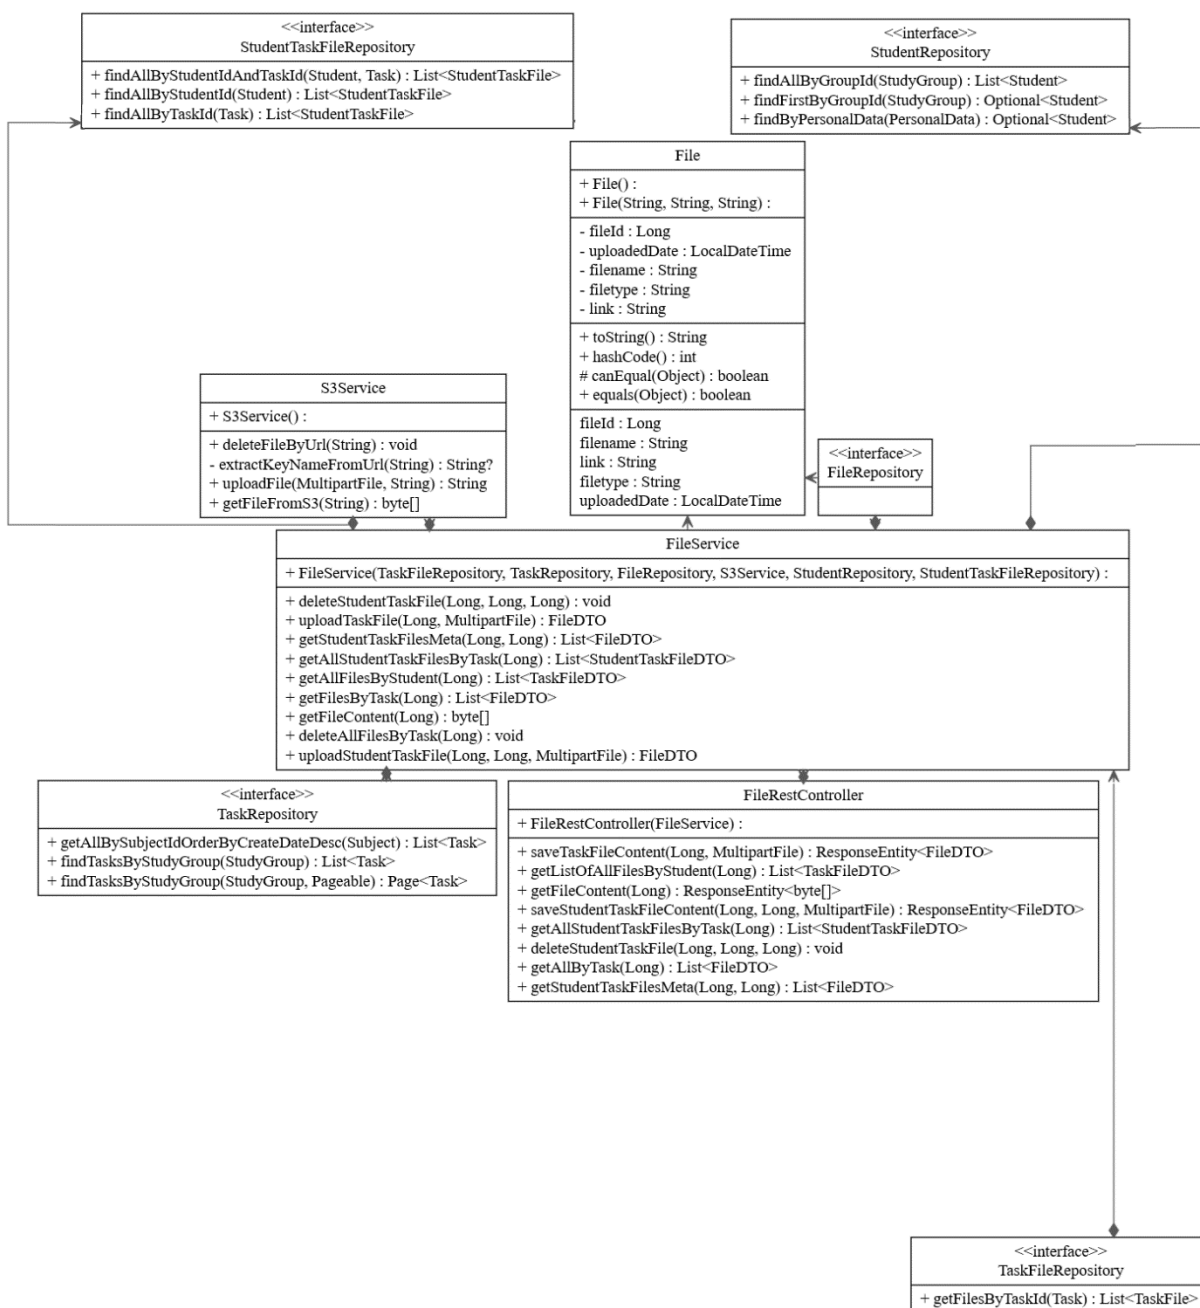 <<interface>>
StudentTaskFileRepository
+ findAllByStudentIdAndTaskId(Student, Task) : List<StudentTaskFile>
+ findAllByStudentId(Student) : List<StudentTaskFile>
+ findAllByTaskId(Task) : List<StudentTaskFile>
<<interface>>
StudentRepository
+ findAllByGroupId(StudyGroup) : List<Student>
+ findFirstByGroupId(StudyGroup) : Optional<Student>
+ findByPersonalData(PersonalData) : Optional<Student>
File
+ File() :
+ File(String, String, String) :
- fileId : Long
- uploadedDate : LocalDateTime
- filename : String
- filetype : String
- link : String
+ toString() : String
+ hashCode() : int
# canEqual(Object) : boolean
+ equals(Object) : boolean
fileId : Long
filename : String
link : String
filetype : String
uploadedDate : LocalDateTime
S3Service
+ S3Service() :
+ deleteFileByUrl(String) : void
- extractKeyNameFromUrl(String) : String?
+ uploadFile(MultipartFile, String) : String
+ getFileFromS3(String) : byte[]
<<interface>>
FileRepository
FileService
+ FileService(TaskFileRepository, TaskRepository, FileRepository, S3Service, StudentRepository, StudentTaskFileRepository) :
+ deleteStudentTaskFile(Long, Long, Long) : void
+ uploadTaskFile(Long, MultipartFile) : FileDTO
+ getStudentTaskFilesMeta(Long, Long) : List<FileDTO>
+ getAllStudentTaskFilesByTask(Long) : List<StudentTaskFileDTO>
+ getAllFilesByStudent(Long) : List<TaskFileDTO>
+ getFilesByTask(Long) : List<FileDTO>
+ getFileContent(Long) : byte[]
+ deleteAllFilesByTask(Long) : void
+ uploadStudentTaskFile(Long, Long, MultipartFile) : FileDTO
<<interface>>
TaskRepository
+ getAllBySubjectIdOrderByCreateDateDesc(Subject) : List<Task>
+ findTasksByStudyGroup(StudyGroup) : List<Task>
+ findTasksByStudyGroup(StudyGroup, Pageable) : Page<Task>
FileRestController
+ FileRestController(FileService) :
+ saveTaskFileContent(Long, MultipartFile) : ResponseEntity<FileDTO>
+ getListOfAllFilesByStudent(Long) : List<TaskFileDTO>
+ getFileContent(Long) : ResponseEntity<byte[]>
+ saveStudentTaskFileContent(Long, Long, MultipartFile) : ResponseEntity<FileDTO>
+ getAllStudentTaskFilesByTask(Long) : List<StudentTaskFileDTO>
+ deleteStudentTaskFile(Long, Long, Long) : void
+ getAllByTask(Long) : List<FileDTO>
+ getStudentTaskFilesMeta(Long, Long) : List<FileDTO>
<<interface>>
TaskFileRepository
+ getFilesByTaskId(Task) : List<TaskFile>